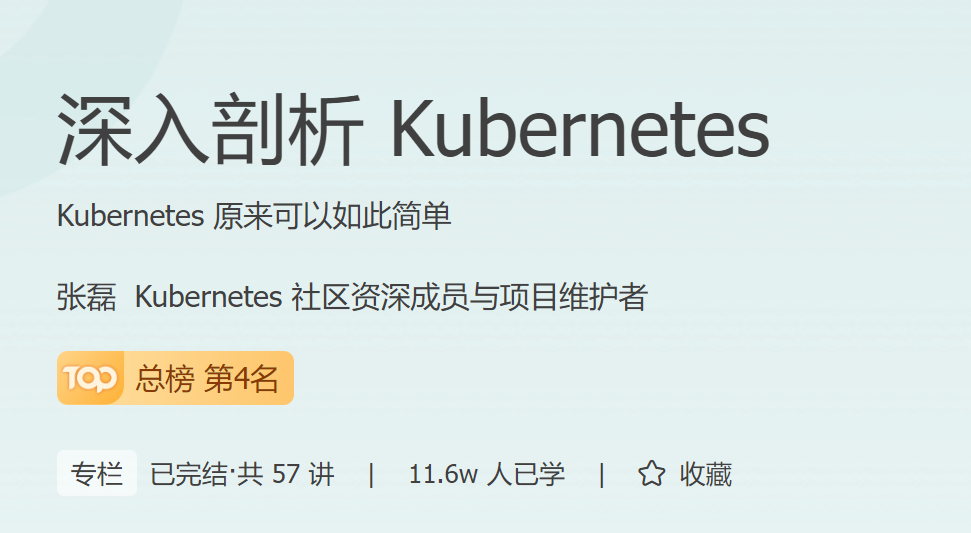 深入剖析 Kubernetes
Kubernetes 原来可以如此简单
张磊 Kubernetes 社区资深成员与项目维护者
TOP 总榜 第4名
专栏 已完结·共 57 讲 | 11.6w 人已学 | 收藏